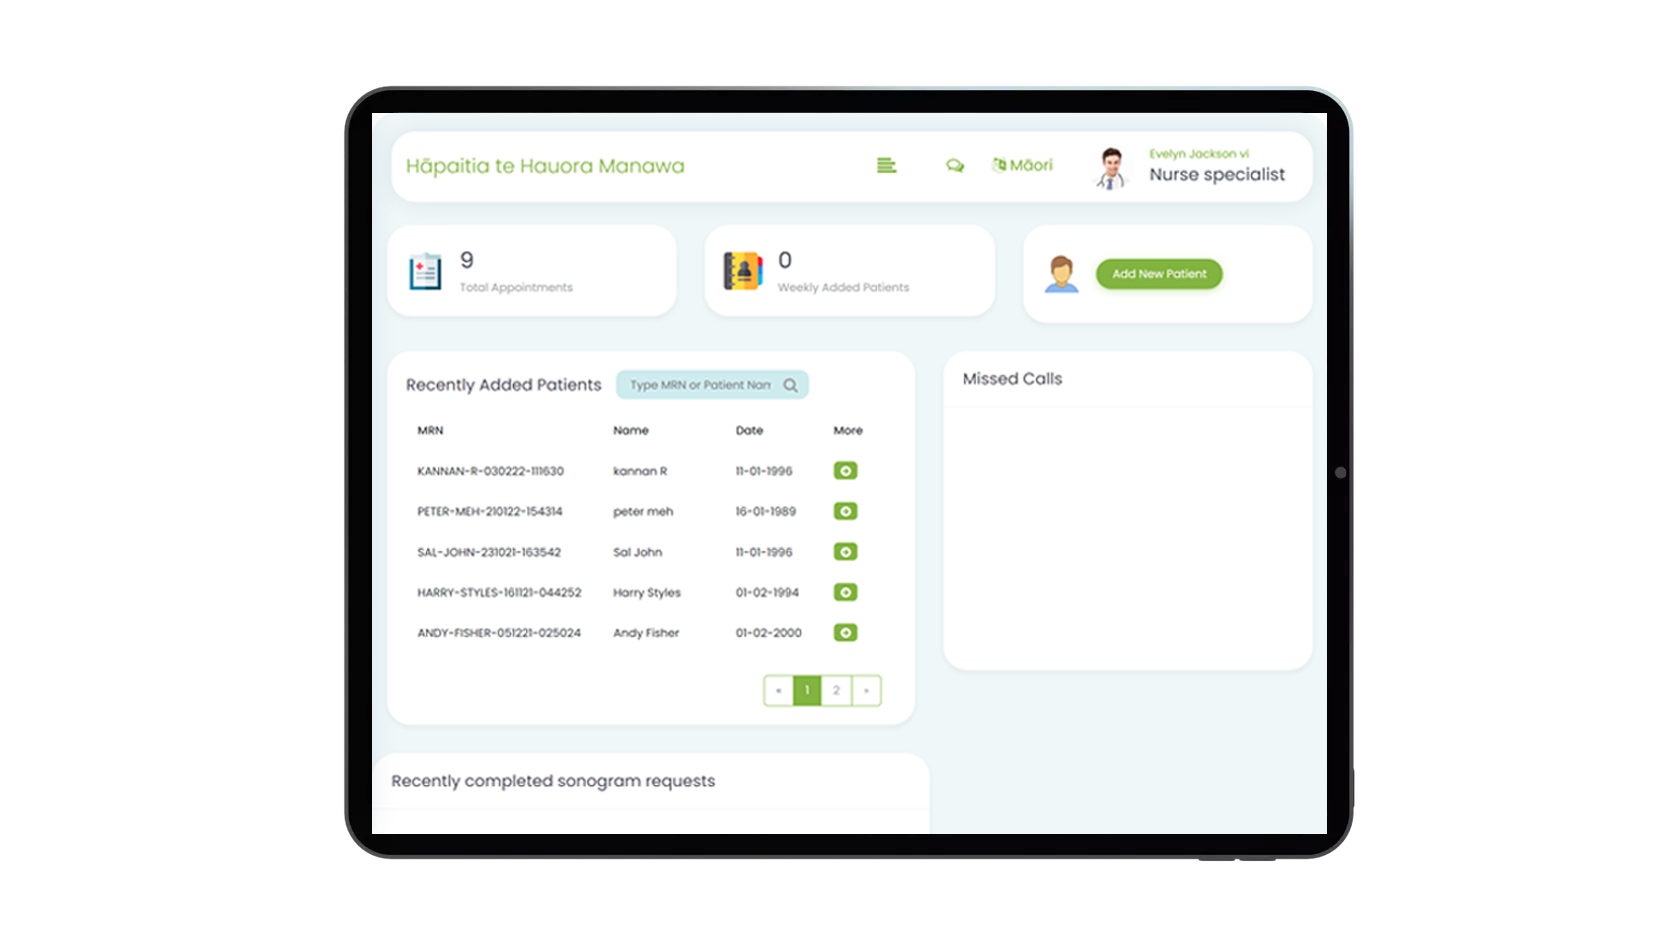 Hāpaitia te Hauora Manawa
Māori
Evelyn Jackson vi
Nurse specialist
9
Total Appointments
0
Weekly Added Patients
Add New Patient
Recently Added Patients
Type MRN or Patient Nam
MRN Name Date More
KANNAN-R-030222-111630 kannan R 11-01-1996
PETER-MEH-210122-154314 peter meh 16-01-1989
SAL-JOHN-231021-163542 Sal John 11-01-1996
HARRY-STYLES-161121-044252 Harry Styles 01-02-1994
ANDY-FISHER-051221-025024 Andy Fisher 01-02-2000
« 1 2 »
Missed Calls
Recently completed sonogram requests